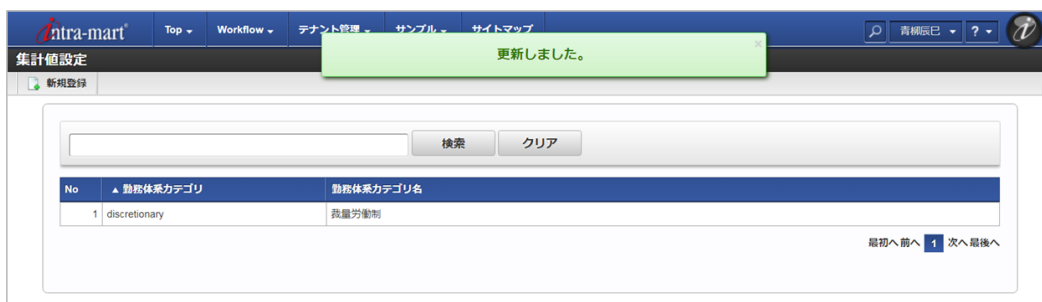 intra-mart® Top Workflow テナント管理 サンプル サイトマップ 青柳辰巳 ?
更新しました。 ×
集計値設定
新規登録
検索 クリア
No ▲ 勤務体系カテゴリ 勤務体系カテゴリ名
1 discretionary 裁量労働制
最初へ 前へ 1 次へ 最後へ